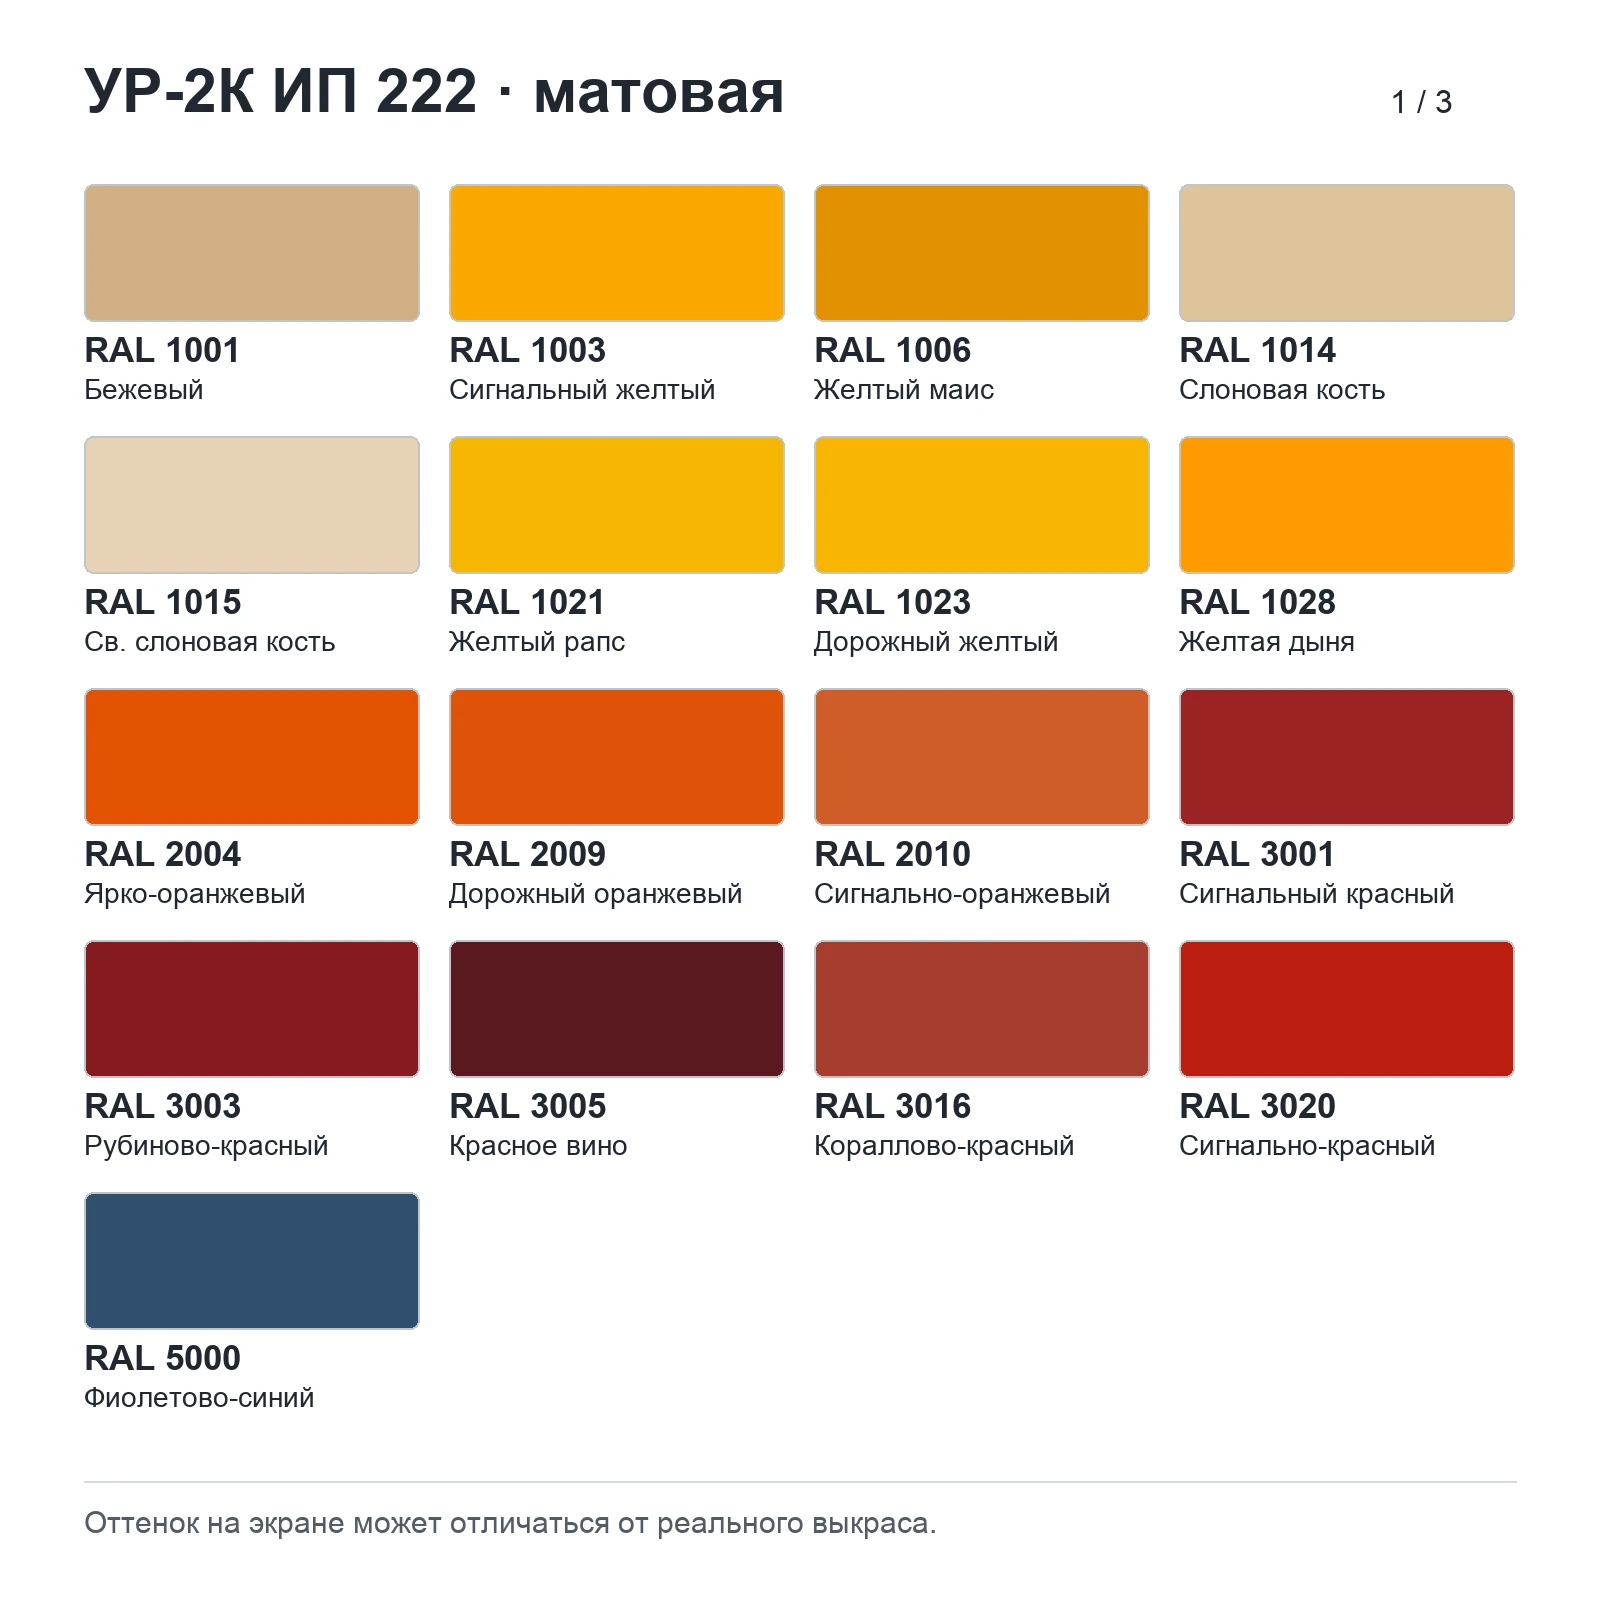 УР-2К ИП 222 · матовая
1 / 3
RAL 1001
Бежевый
RAL 1003
Сигнальный желтый
RAL 1006
Желтый маис
RAL 1014
Слоновая кость
RAL 1015
Св. слоновая кость
RAL 1021
Желтый рапс
RAL 1023
Дорожный желтый
RAL 1028
Желтая дыня
RAL 2004
Ярко-оранжевый
RAL 2009
Дорожный оранжевый
RAL 2010
Сигнально-оранжевый
RAL 3001
Сигнальный красный
RAL 3003
Рубиново-красный
RAL 3005
Красное вино
RAL 3016
Кораллово-красный
RAL 3020
Сигнально-красный
RAL 5000
Фиолетово-синий
Оттенок на экране может отличаться от реального выкраса.